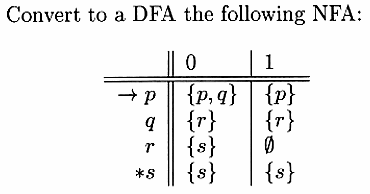 Convert to a DFA the following NFA:
0 1
→ p {p, q} {p}
q {r} {r}
r {s} ∅
*s {s} {s}